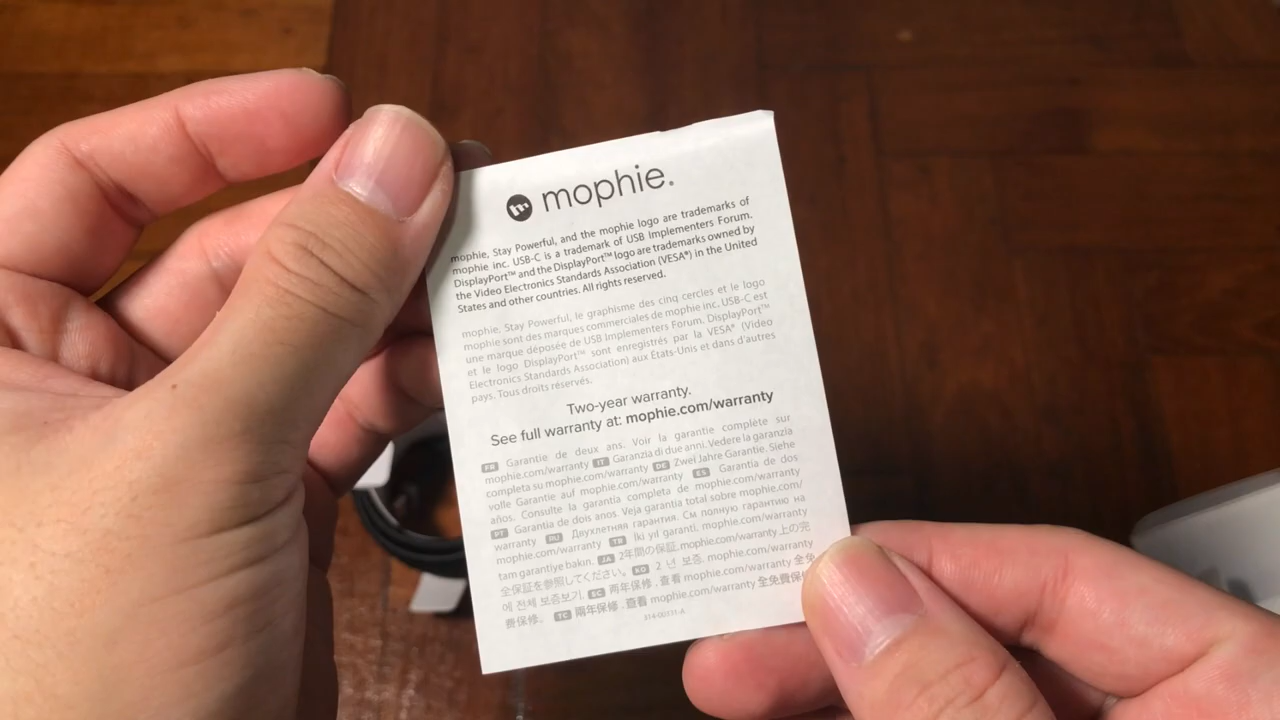 mophie.
mophie, Stay Powerful, and the mophie logo are trademarks of
mophie inc. USB-C is a trademark of USB Implementers Forum.
DisplayPort™ and the DisplayPort™ logo are trademarks owned by
the Video Electronics Standards Association (VESA®) in the United
States and other countries. All rights reserved.
mophie, Stay Powerful, le graphisme des cinq cercles et le logo
mophie sont des marques commerciales de mophie inc. USB-C est
une marque déposée de USB Implementers Forum. DisplayPort™
et le logo DisplayPort™ sont enregistrés par la VESA® (Video
Electronics Standards Association) aux États-Unis et dans d'autres
pays. Tous droits réservés.
Two-year warranty.
See full warranty at: mophie.com/warranty
FR Garantie de deux ans. Voir la garantie complète sur
mophie.com/warranty IT Garanzia di due anni. Vedere la garanzia
completa su mophie.com/warranty DE Zwei Jahre Garantie. Siehe
volle Garantie auf mophie.com/warranty ES Garantía de dos
años. Consulte la garantía completa de mophie.com/warranty
PT Garantia de dois anos. Veja garantia total sobre mophie.com/
warranty RU Двухлетняя гарантия. См полную гарантию на
mophie.com/warranty TR İki yıl garanti. mophie.com/warranty
tam garantiye bakın. JA 2年間の保証. mophie.com/warranty 上の完
全保証を参照してください。 KO 2 년 보증. mophie.com/warranty
에 전체 보증보기. SC 两年保修 . 查看 mophie.com/warranty 全免
费保修。 TC 兩年保修 . 查看 mophie.com/warranty 全免費保